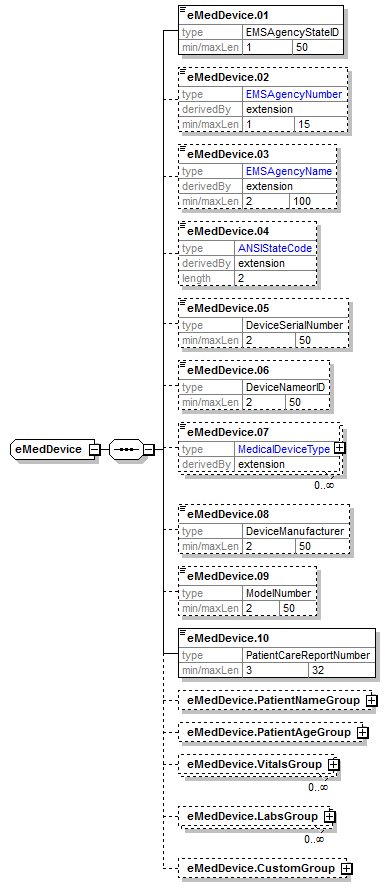 eMedDevice
eMedDevice.01
type EMSAgencyStateID
min/maxLen 1 50
eMedDevice.02
type EMSAgencyNumber
derivedBy extension
min/maxLen 1 15
eMedDevice.03
type EMSAgencyName
derivedBy extension
min/maxLen 2 100
eMedDevice.04
type ANSIStateCode
derivedBy extension
length 2
eMedDevice.05
type DeviceSerialNumber
min/maxLen 2 50
eMedDevice.06
type DeviceNameorID
min/maxLen 2 50
eMedDevice.07
type MedicalDeviceType
derivedBy extension
0..∞
eMedDevice.08
type DeviceManufacturer
min/maxLen 2 50
eMedDevice.09
type ModelNumber
min/maxLen 2 50
eMedDevice.10
type PatientCareReportNumber
min/maxLen 3 32
eMedDevice.PatientNameGroup
eMedDevice.PatientAgeGroup
eMedDevice.VitalsGroup
0..∞
eMedDevice.LabsGroup
0..∞
eMedDevice.CustomGroup